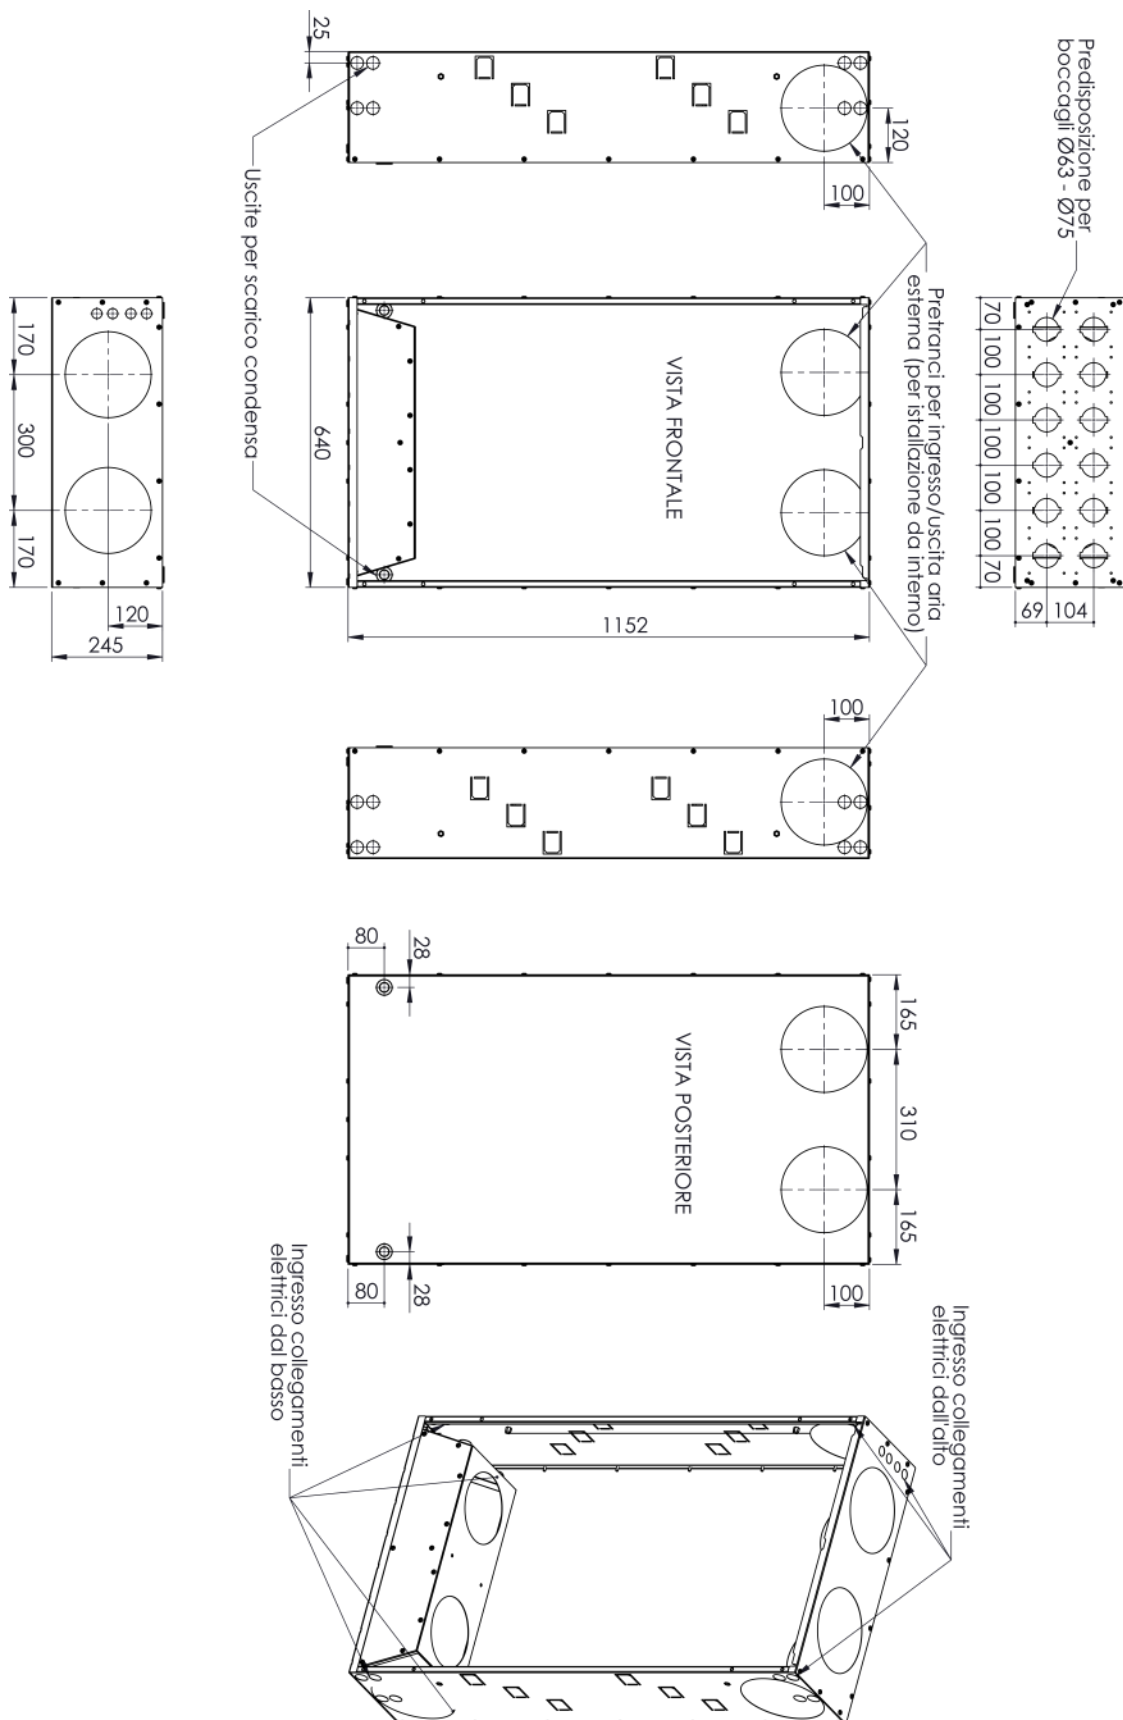 Predisposizione per
boccagli Ø63 - Ø75
70 100 100 100 100 100 70
104
69
Pretranci per ingresso/uscita aria
esterna (per istallazione da interno)
Ingresso collegamenti
elettrici dall'alto
120
100
25
VISTA FRONTALE
1152
640
100
165 310 165
100
VISTA POSTERIORE
28
80
28
80
Uscite per scarico condensa
Ingresso collegamenti
elettrici dal basso
120
245
170 300 170